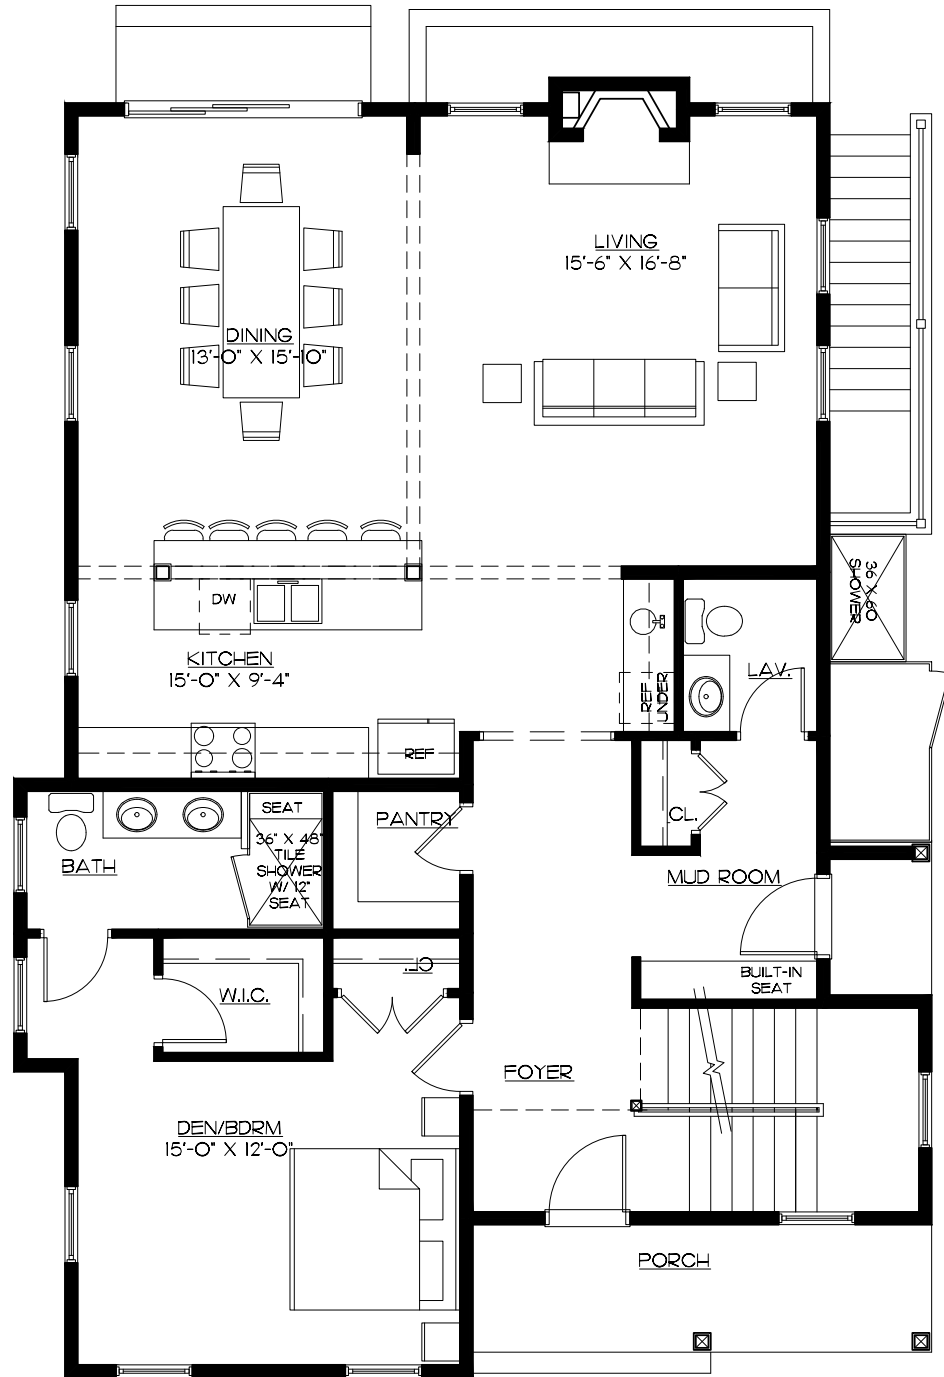 LIVING
15'-6" X 16'-8"
DINING
13'-0" X 15'-10"
36 X 60
SHOWER
DW
KITCHEN
15'-0" X 9'-4"
LAV.
REF
UNDER
REF
SEAT
PANTRY
CL.
36" X 48"
TILE
SHOWER
W/ 12"
SEAT
BATH
MUD ROOM
CL.
BUILT-IN
SEAT
W.I.C.
FOYER
DEN/BDRM
15'-0" X 12'-0"
PORCH